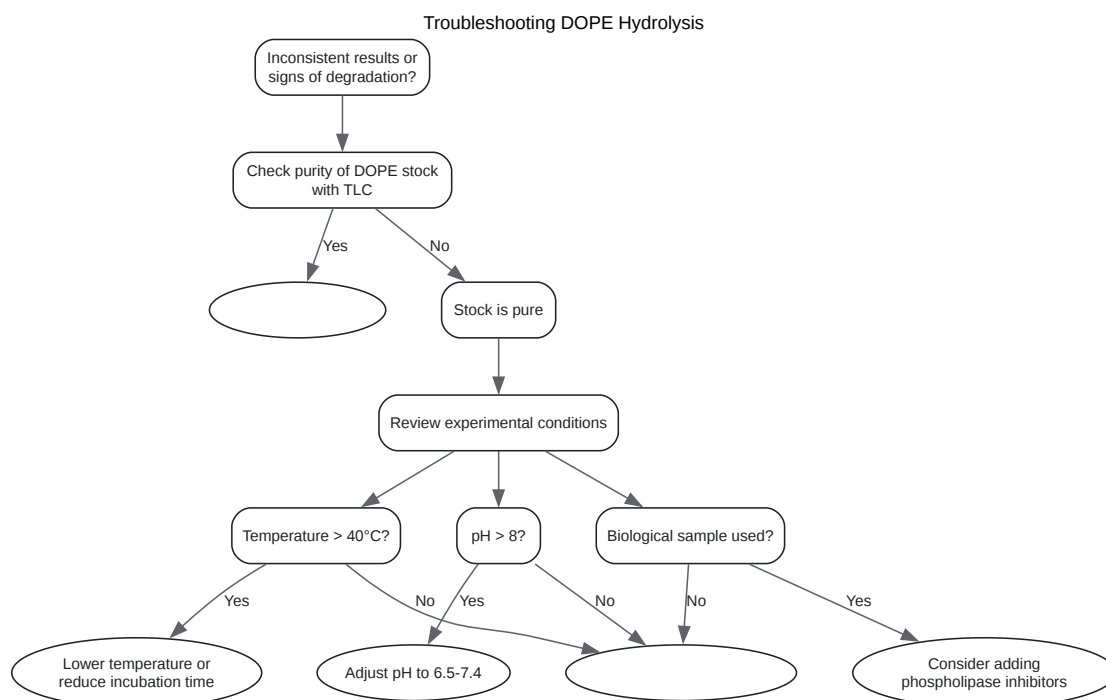 Troubleshooting DOPE Hydrolysis
Inconsistent results or
signs of degradation?
Check purity of DOPE stock
with TLC
Yes
No
Stock is pure
Review experimental conditions
Temperature > 40°C?
pH > 8?
Biological sample used?
Yes
No
Yes
No
No
Yes
Lower temperature or
reduce incubation time
Adjust pH to 6.5-7.4
Consider adding
phospholipase inhibitors